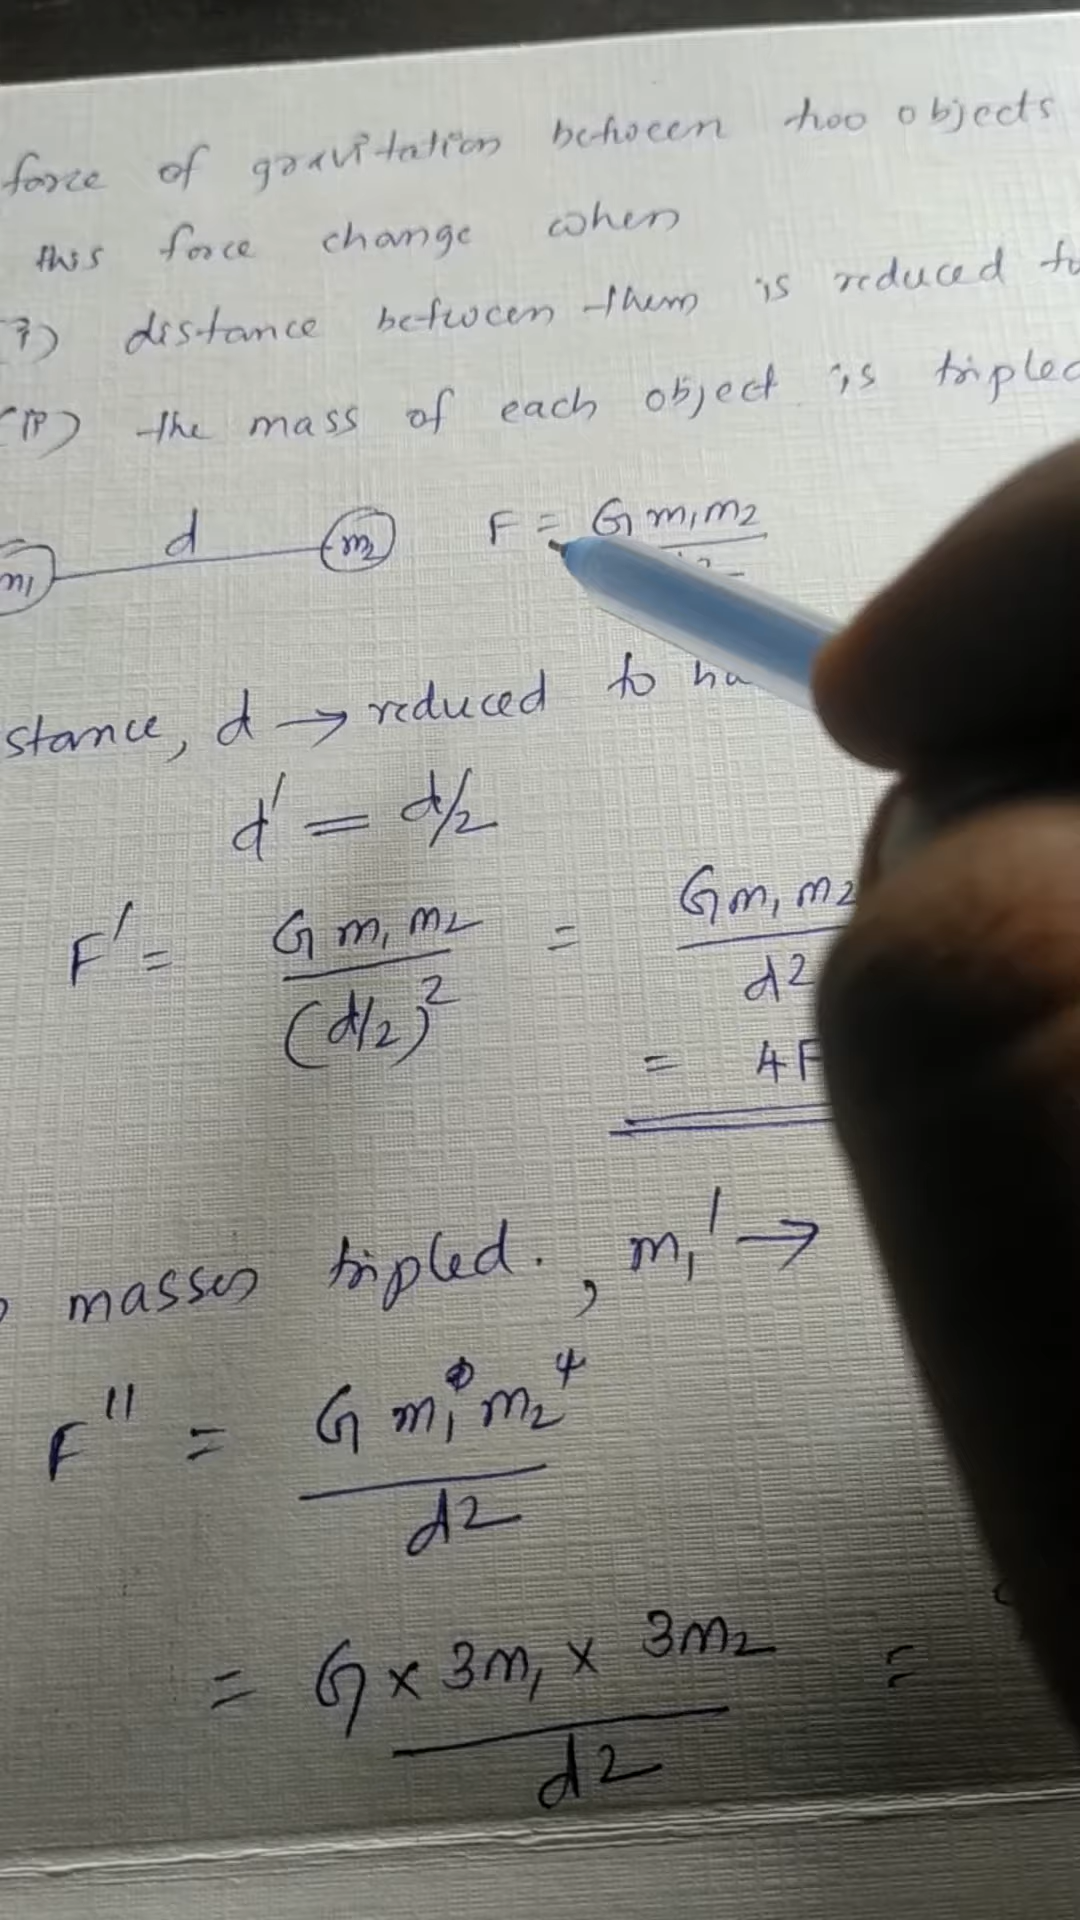 force of gravitation between two objects
this force change when
distance between them is reduced
the mass of each object is tripled
d
m1 m2 F = G m1 m2
stance, d → reduced to
d' = d/2
F' = G m1 m2 / (d/2)² = G m1 m2 / d²
= 4F
masses tripled. , m1' →
F'' = G m1 m2 / d²
= G × 3m1 × 3m2 / d² =